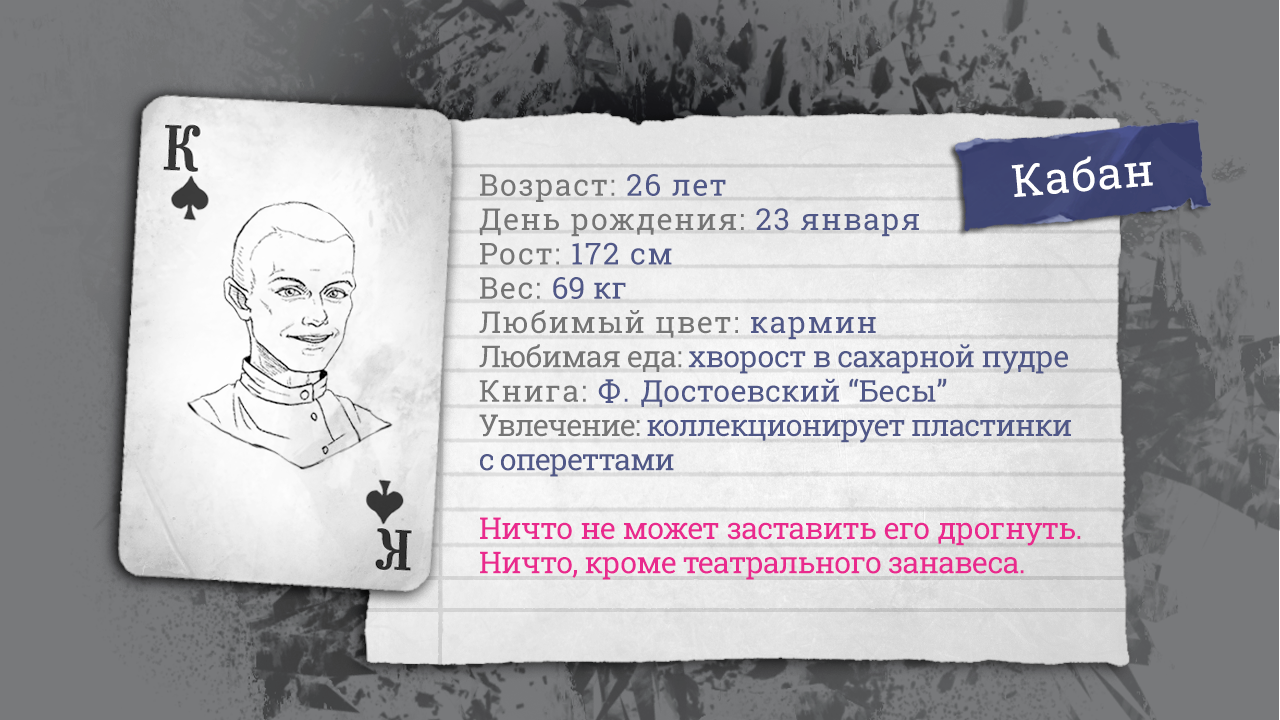 К
Кабан
Возраст: 26 лет
День рождения: 23 января
Рост: 172 см
Вес: 69 кг
Любимый цвет: кармин
Любимая еда: хворост в сахарной пудре
Книга: Ф. Достоевский “Бесы”
Увлечение: коллекционирует пластинки
с опереттами
Ничто не может заставить его дрогнуть.
Ничто, кроме театрального занавеса.
К